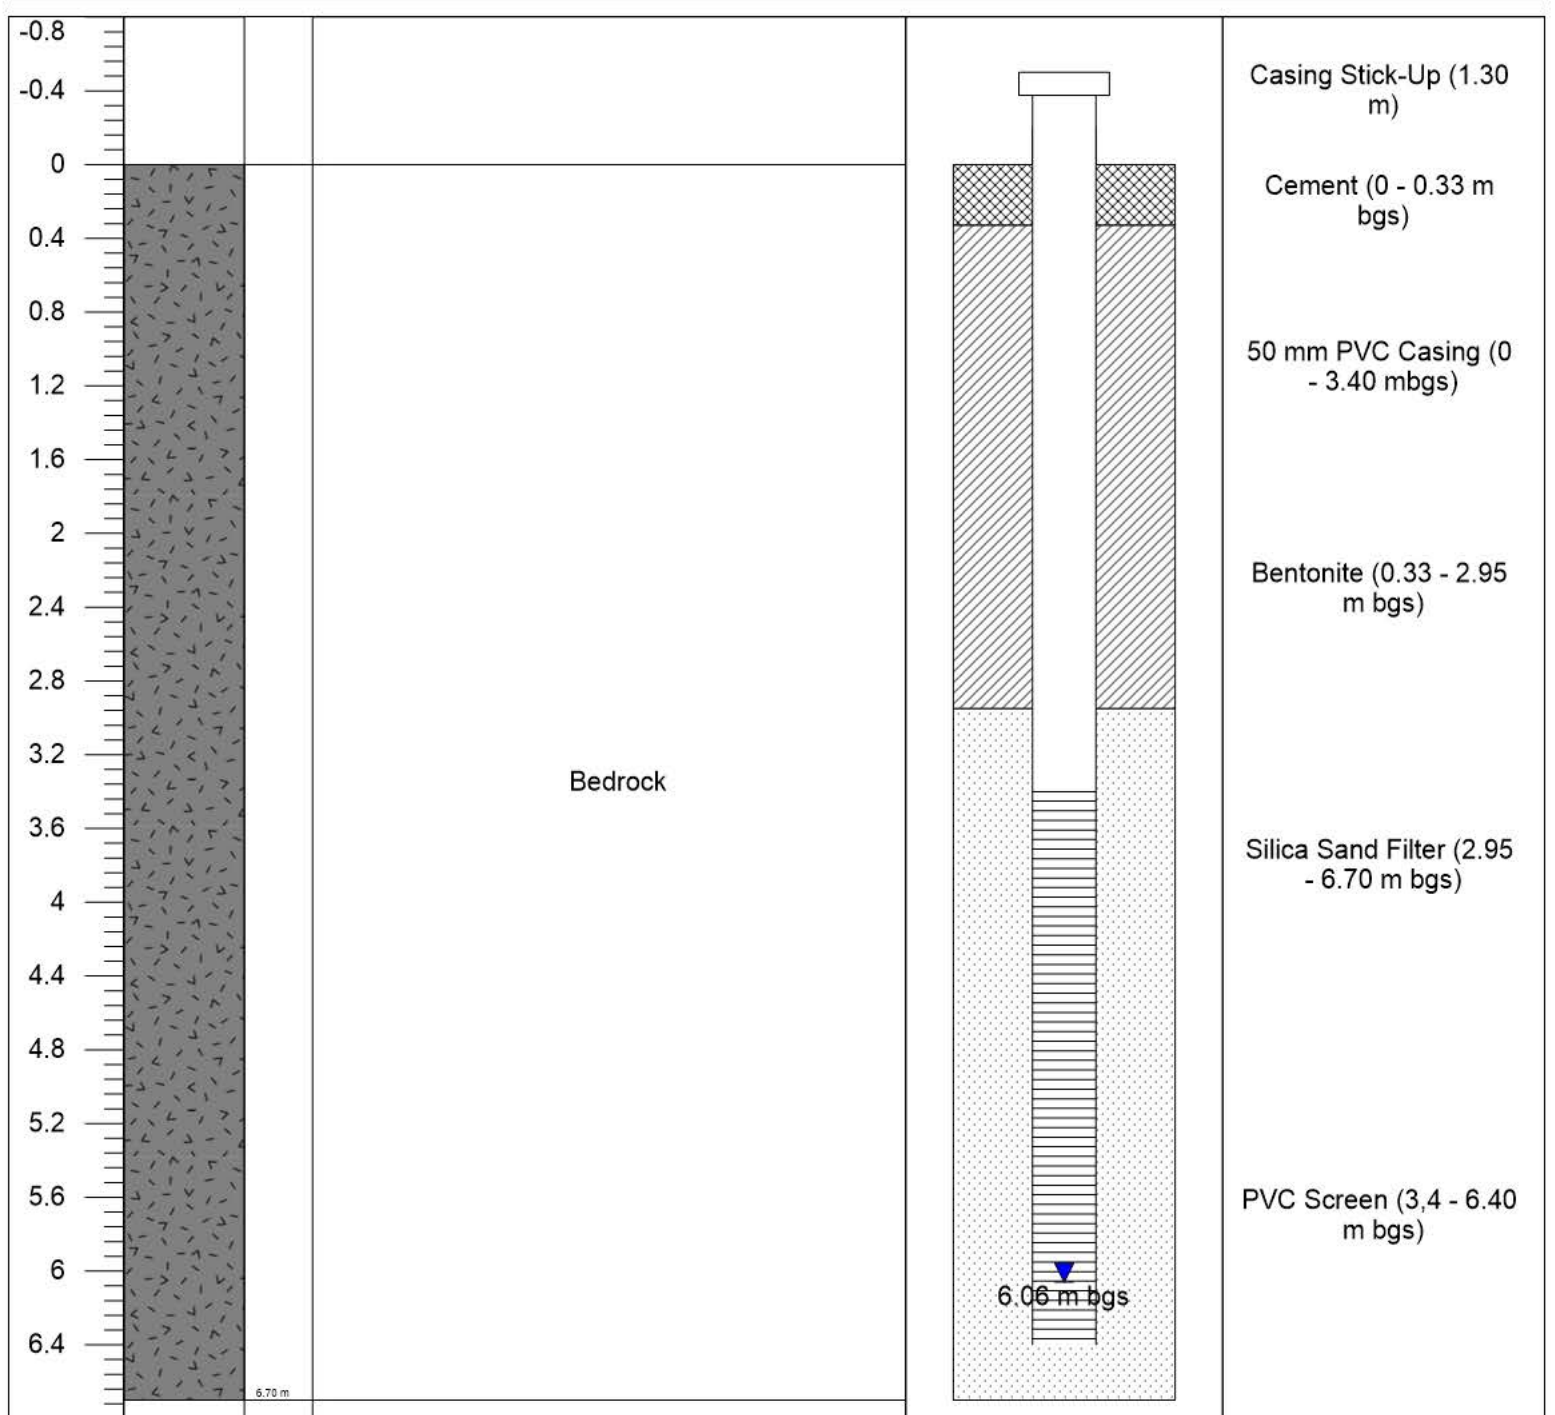 -0.8
-0.4
0
0.4
0.8
1.2
1.6
2
2.4
2.8
3.2
3.6
4
4.4
4.8
5.2
5.6
6
6.4
6.70 m
Bedrock
6.06 m bgs
Casing Stick-Up (1.30
m)
Cement (0 - 0.33 m
bgs)
50 mm PVC Casing (0
- 3.40 mbgs)
Bentonite (0.33 - 2.95
m bgs)
Silica Sand Filter (2.95
- 6.70 m bgs)
PVC Screen (3,4 - 6.40
m bgs)